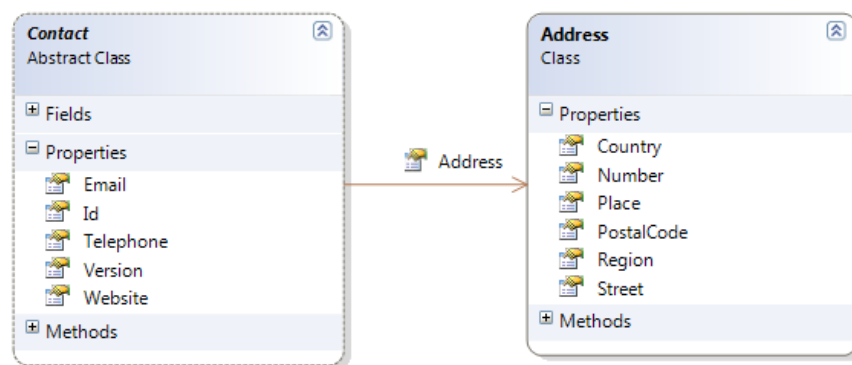 Contact
Abstract Class
Fields
Properties
Email
Id
Telephone
Version
Website
Methods
Address
Address
Class
Properties
Country
Number
Place
PostalCode
Region
Street
Methods